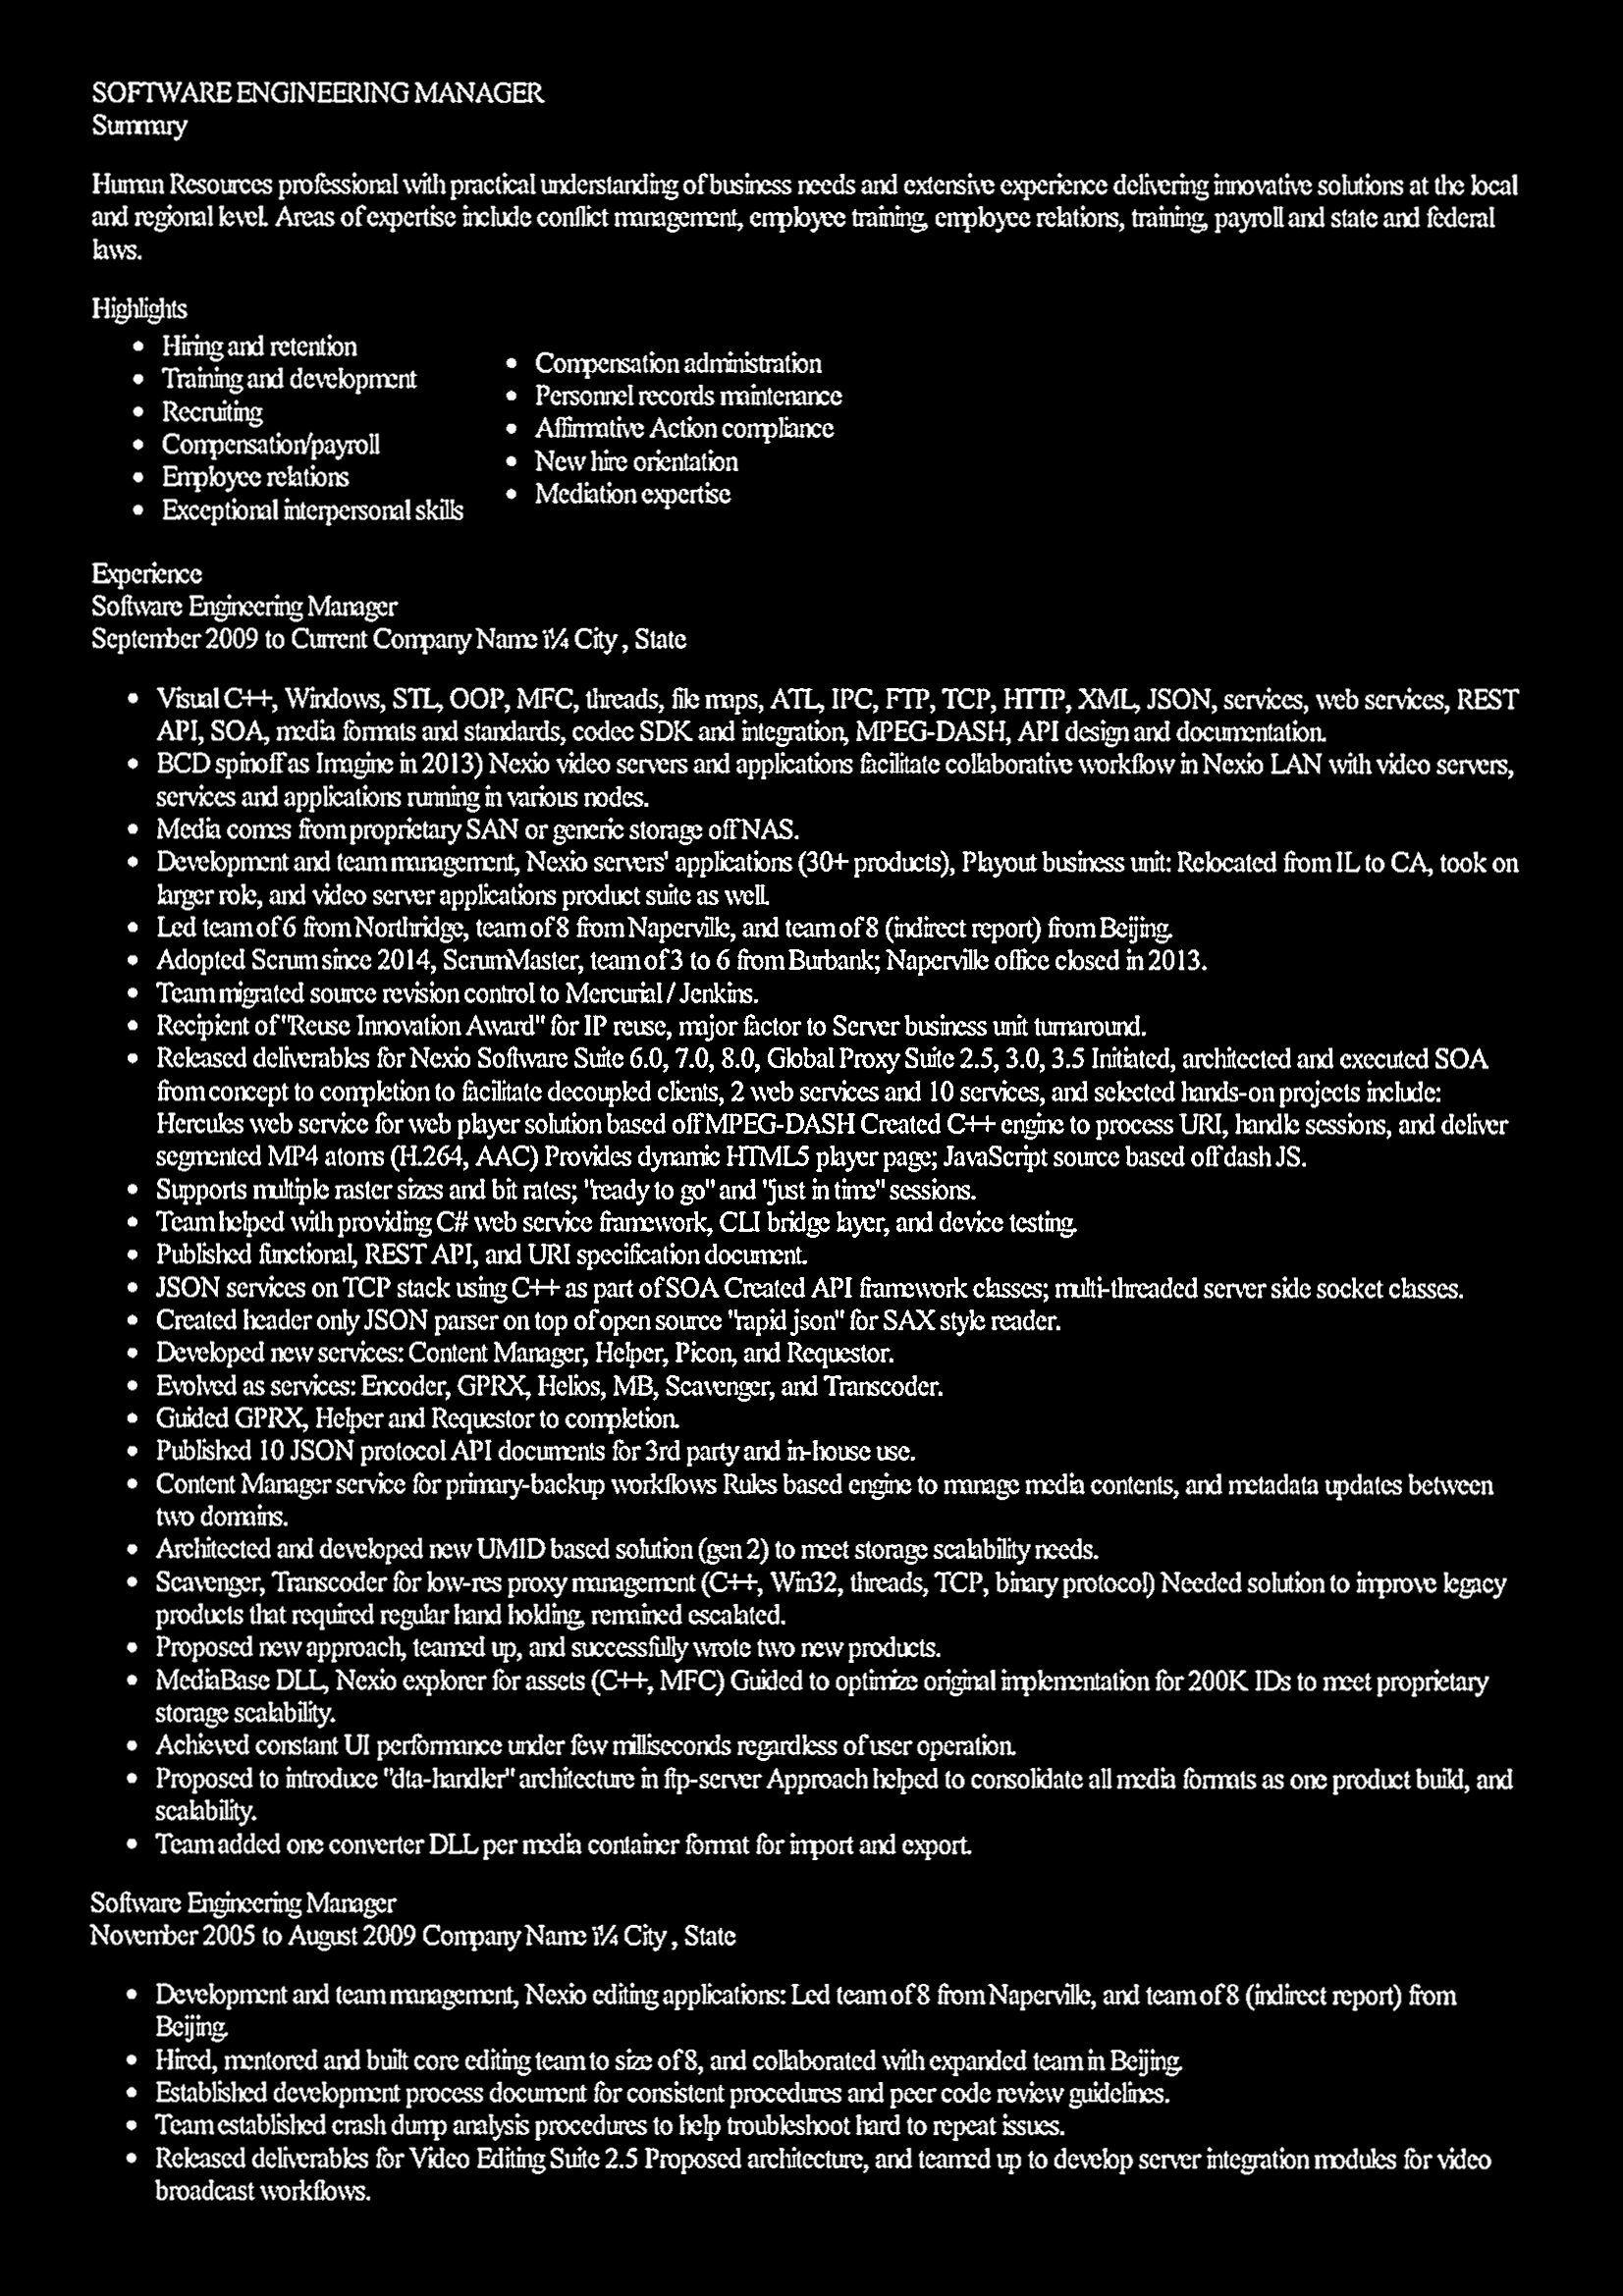 SOFTWARE ENGINEERING MANAGER
Summary
Human Resources professional with practical understanding of business needs and extensive experience delivering innovative solutions at the local
and regional level. Areas of expertise include conflict management, employee training, employee relations, training, payroll and state and federal
laws.
Highlights
• Hiring and retention
• Training and development
• Recruiting
• Compensation/payroll
• Employee relations
• Exceptional interpersonal skills
• Compensation administration
• Personnel records maintenance
• Affirmative Action compliance
• New hire orientation
• Mediation expertise
Experience
Software Engineering Manager
September 2009 to Current Company Name ï¼ City , State
• Visual C++, Windows, STL, OOP, MFC, threads, file maps, ATL, IPC, FTP, TCP, HTTP, XML, JSON, services, web services, REST
API, SOA, media formats and standards, codec SDK and integration, MPEG-DASH, API design and documentation.
• BCD spinoff as Imagine in 2013) Nexio video servers and applications facilitate collaborative workflow in Nexio LAN with video servers,
services and applications running in various nodes.
• Media comes from proprietary SAN or generic storage off NAS.
• Development and team management, Nexio servers' applications (30+ products), Playout business unit: Relocated from IL to CA, took on
larger role, and video server applications product suite as well.
• Led team of 6 from Northridge, team of 8 from Naperville, and team of 8 (indirect report) from Beijing.
• Adopted Scrum since 2014, ScrumMaster, team of 3 to 6 from Burbank; Naperville office closed in 2013.
• Team migrated source revision control to Mercurial / Jenkins.
• Recipient of "Reuse Innovation Award" for IP reuse, major factor to Server business unit turnaround.
• Released deliverables for Nexio Software Suite 6.0, 7.0, 8.0, Global Proxy Suite 2.5, 3.0, 3.5 Initiated, architected and executed SOA
from concept to completion to facilitate decoupled clients, 2 web services and 10 services, and selected hands-on projects include:
Hercules web service for web player solution based off MPEG-DASH Created C++ engine to process URI, handle sessions, and deliver
segmented MP4 atoms (H.264, AAC) Provides dynamic HTML5 player page; JavaScript source based off dash JS.
• Supports multiple raster sizes and bit rates; "ready to go" and "just in time" sessions.
• Team helped with providing C# web service framework, CLI bridge layer, and device testing.
• Published functional, REST API, and URI specification document.
• JSON services on TCP stack using C++ as part of SOA Created API framework classes; multi-threaded server side socket classes.
• Created header only JSON parser on top of open source "rapid json" for SAX style reader.
• Developed new services: Content Manager, Helper, Picon, and Requestor.
• Evolved as services: Encoder, GPRX, Helios, MB, Scavenger, and Transcoder.
• Guided GPRX, Helper and Requestor to completion.
• Published 10 JSON protocol API documents for 3rd party and in-house use.
• Content Manager service for primary-backup workflows Rules based engine to manage media contents, and metadata updates between
two domains.
• Architected and developed new UMID based solution (gen 2) to meet storage scalability needs.
• Scavenger, Transcoder for low-res proxy management (C++, Win32, threads, TCP, binary protocol) Needed solution to improve legacy
products that required regular hand holding, remained escalated.
• Proposed new approach, teamed up, and successfully wrote two new products.
• MediaBase DLL, Nexio explorer for assets (C++, MFC) Guided to optimize original implementation for 200K IDs to meet proprietary
storage scalability.
• Achieved constant UI performance under few milliseconds regardless of user operation.
• Proposed to introduce "dta-handler" architecture in ftp-server Approach helped to consolidate all media formats as one product build, and
scalability.
• Team added one converter DLL per media container format for import and export.
Software Engineering Manager
November 2005 to August 2009 Company Name ï¼ City , State
• Development and team management, Nexio editing applications: Led team of 8 from Naperville, and team of 8 (indirect report) from
Beijing.
• Hired, mentored and built core editing team to size of 8, and collaborated with expanded team in Beijing.
• Established development process document for consistent procedures and peer code review guidelines.
• Team established crash dump analysis procedures to help troubleshoot hard to repeat issues.
• Released deliverables for Video Editing Suite 2.5 Proposed architecture, and teamed up to develop server integration modules for video
broadcast workflows.